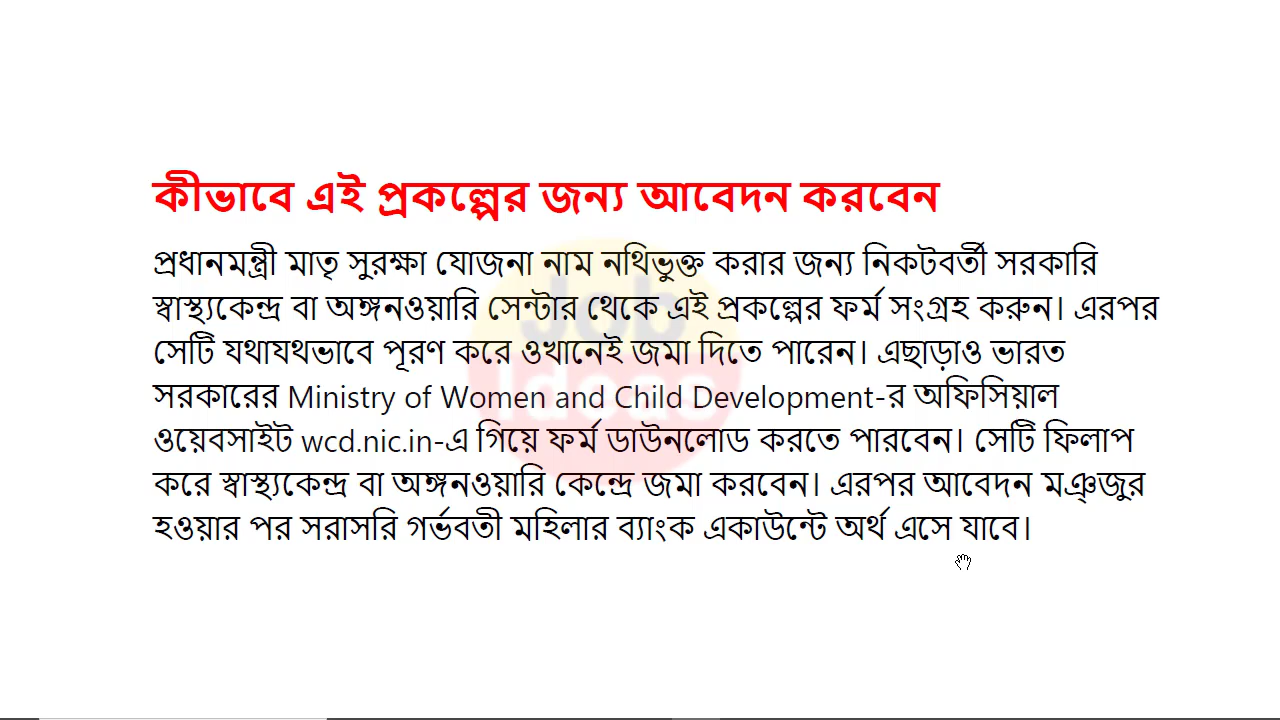 কীভাবে এই প্রকল্পের জন্য আবেদন করবেন
প্রধানমন্ত্রী মাতৃ সুরক্ষা যোজনা নাম নথিভুক্ত করার জন্য নিকটবর্তী সরকারি
স্বাস্থ্যকেন্দ্র বা অঙ্গনওয়ারি সেন্টার থেকে এই প্রকল্পের ফর্ম সংগ্রহ করুন। এরপর
সেটি যথাযথভাবে পূরণ করে ওখানেই জমা দিতে পারেন। এছাড়াও ভারত
সরকারের Ministry of Women and Child Development-র অফিসিয়াল
ওয়েবসাইট wcd.nic.in-এ গিয়ে ফর্ম ডাউনলোড করতে পারবেন। সেটি ফিলাপ
করে স্বাস্থ্যকেন্দ্র বা অঙ্গনওয়ারি কেন্দ্রে জমা করবেন। এরপর আবেদন মঞ্জুর
হওয়ার পর সরাসরি গর্ভবতী মহিলার ব্যাংক একাউন্টে অর্থ এসে যাবে।
Job
Ideas